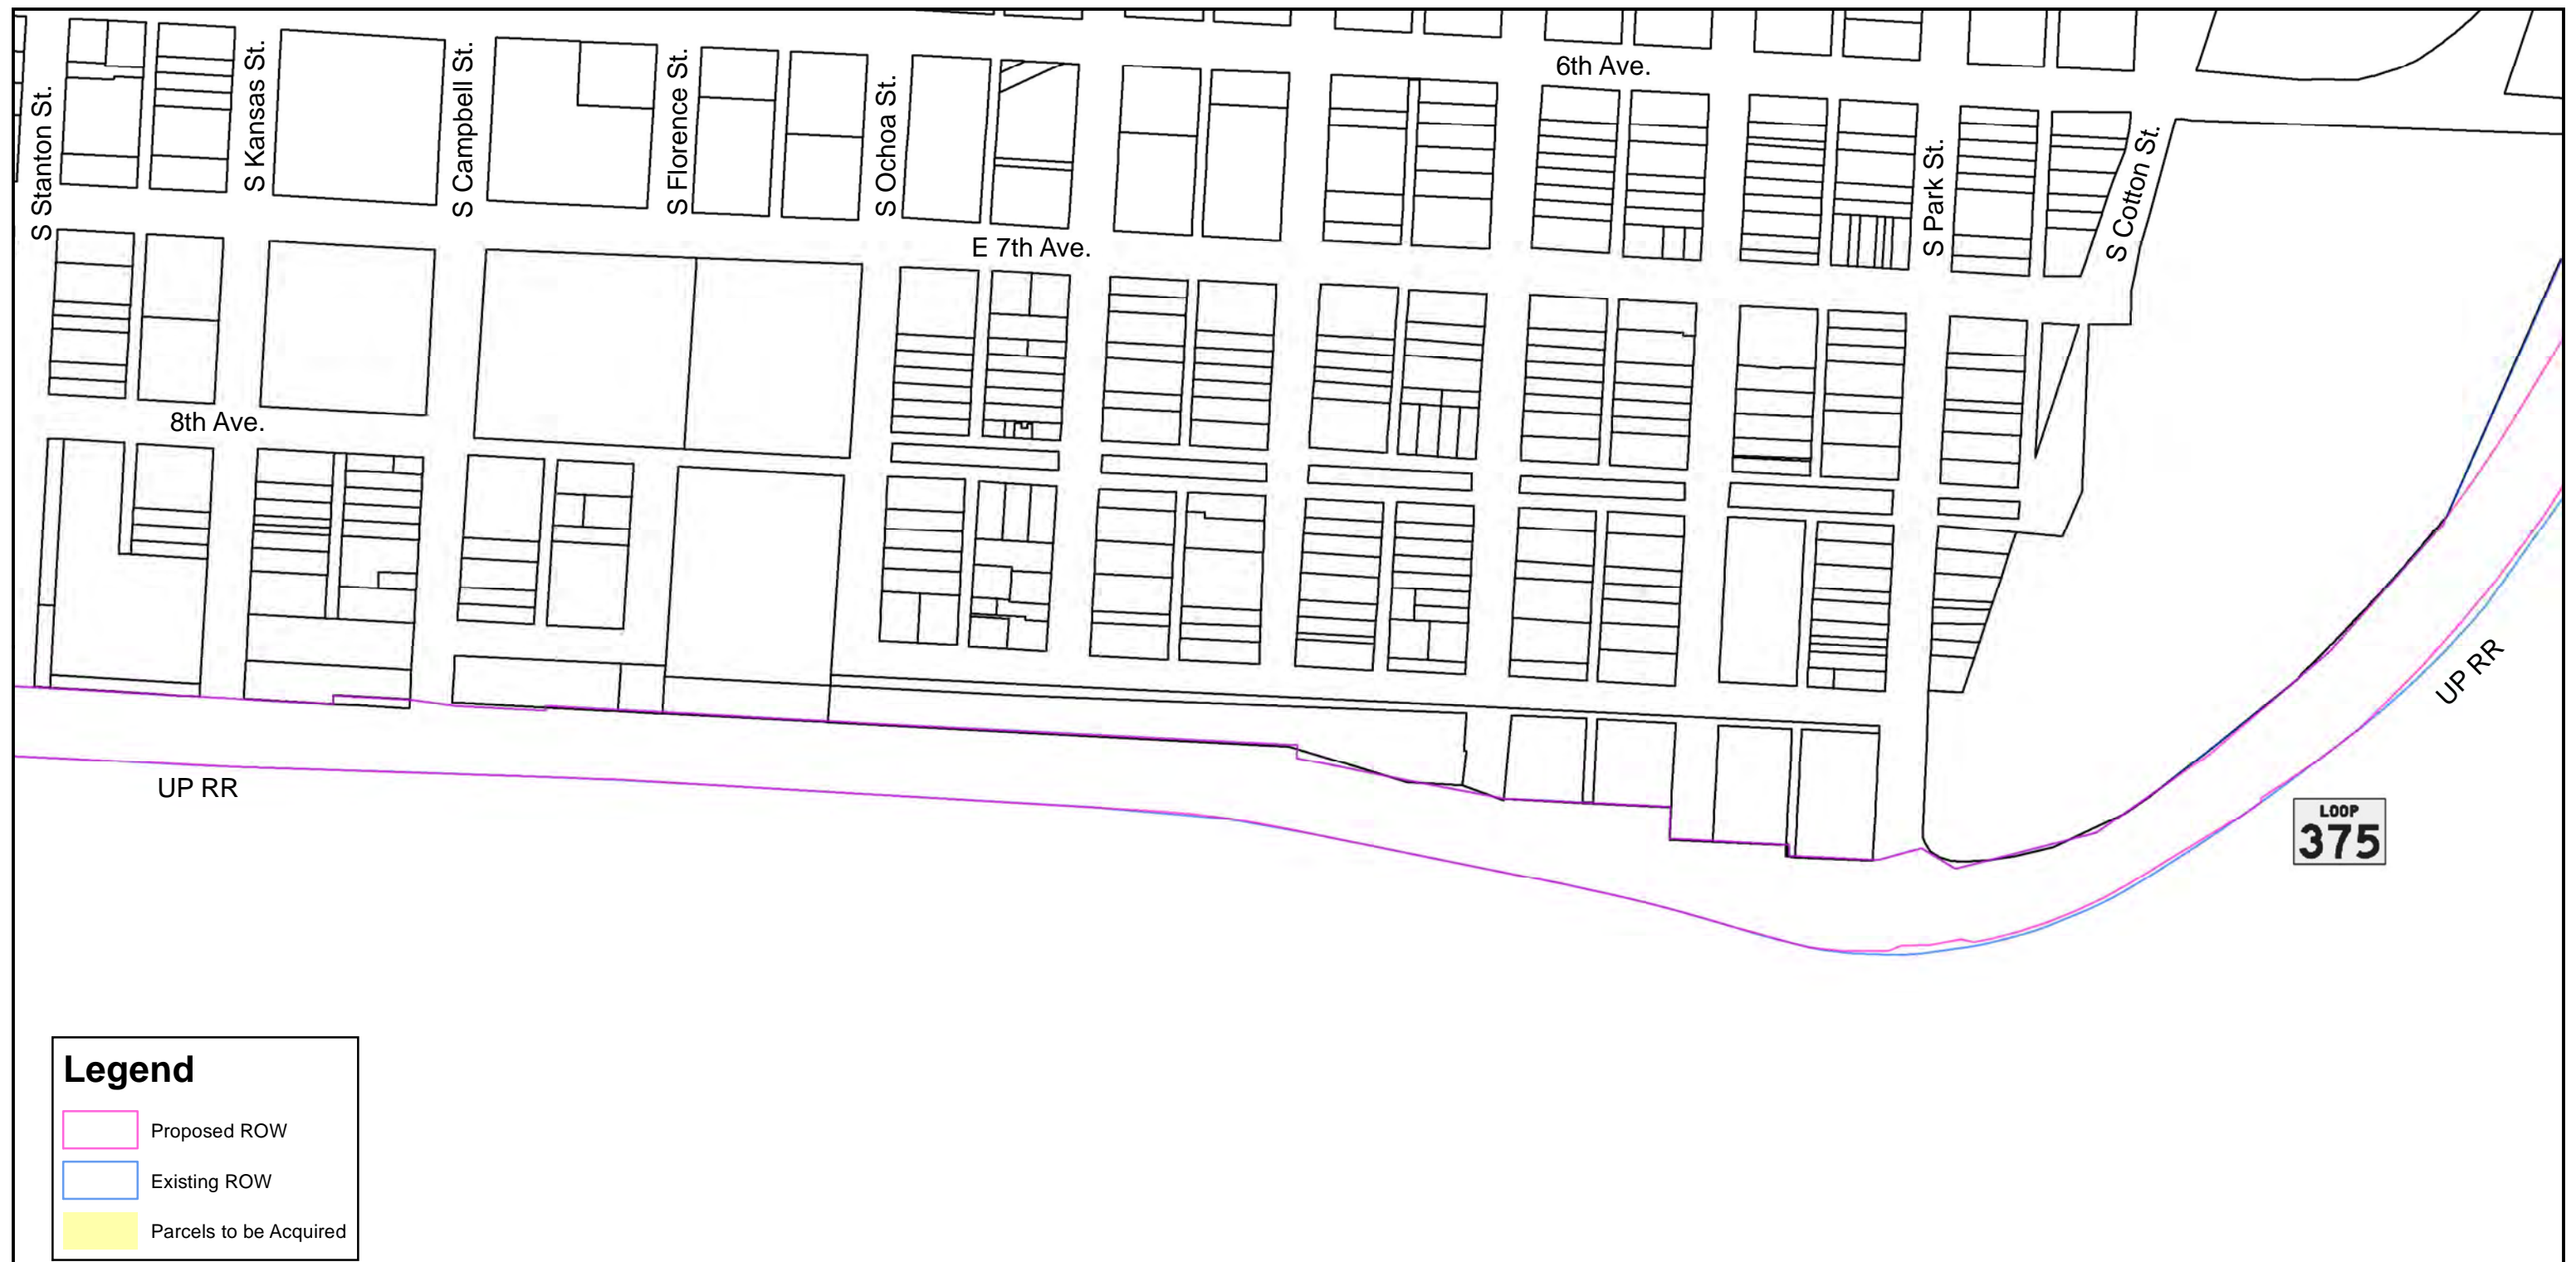 6th Ave.
S Stanton St.
S Kansas St.
S Campbell St.
S Florence St.
S Ochoa St.
S Park St.
S Cotton St.
E 7th Ave.
8th Ave.
UP RR
UP RR
LOOP
375
Legend
Proposed ROW
Existing ROW
Parcels to be Acquired